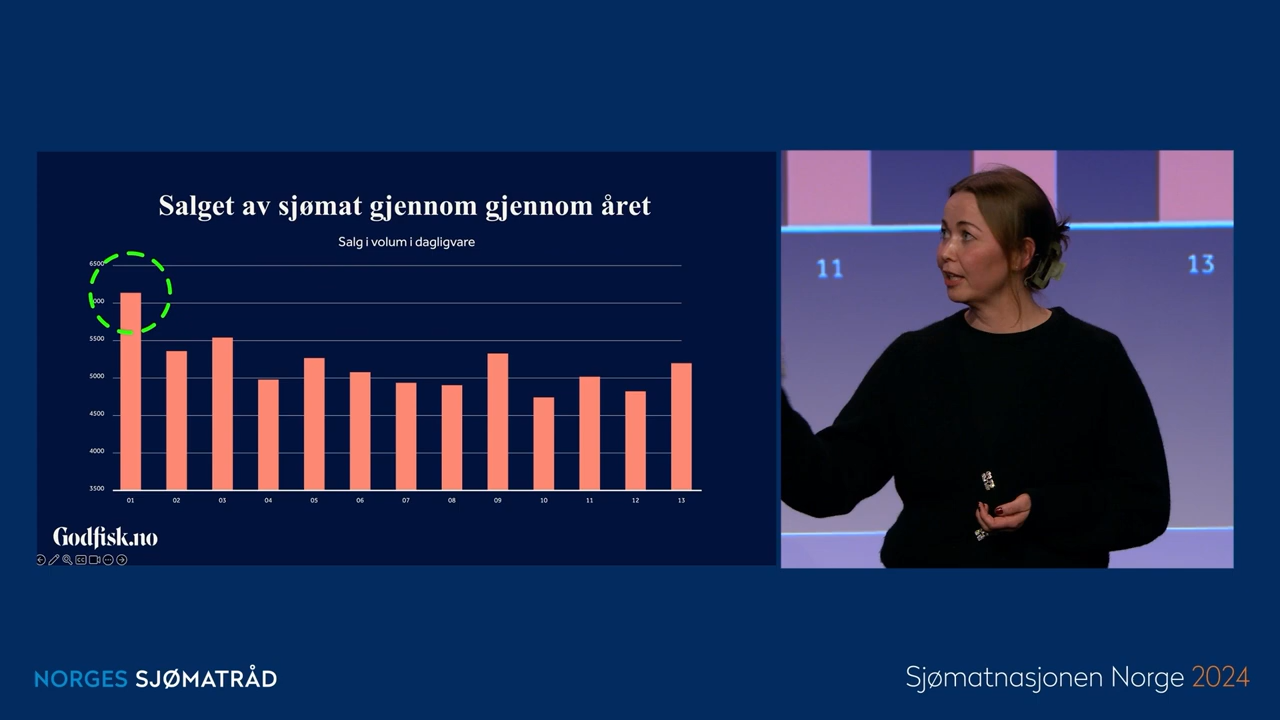 Salget av sjømat gjennom gjennom året
Salg i volum i dagligvare
6500
000
5500
5000
4500
4000
3500
01 02 03 04 05 06 07 08 09 10 11 12 13
Godfisk.no
11 13
NORGES SJØMATRÅD
Sjømatnasjonen Norge 2024